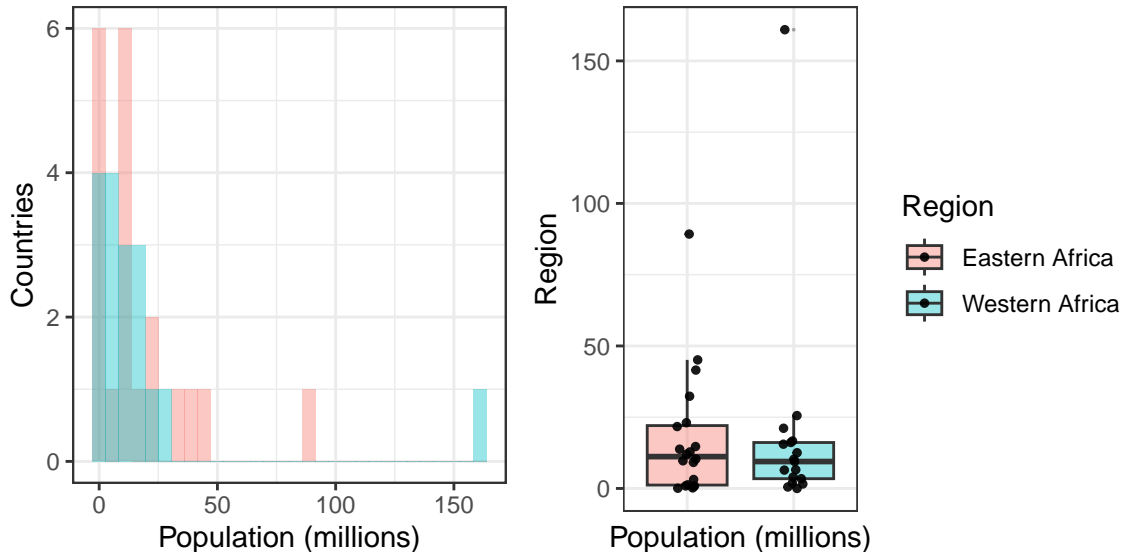 Countries
6
4
2
0
0
50
100
150
Population (millions)
Region
150
100
50
0
Population (millions)
Region
Eastern Africa
Western Africa